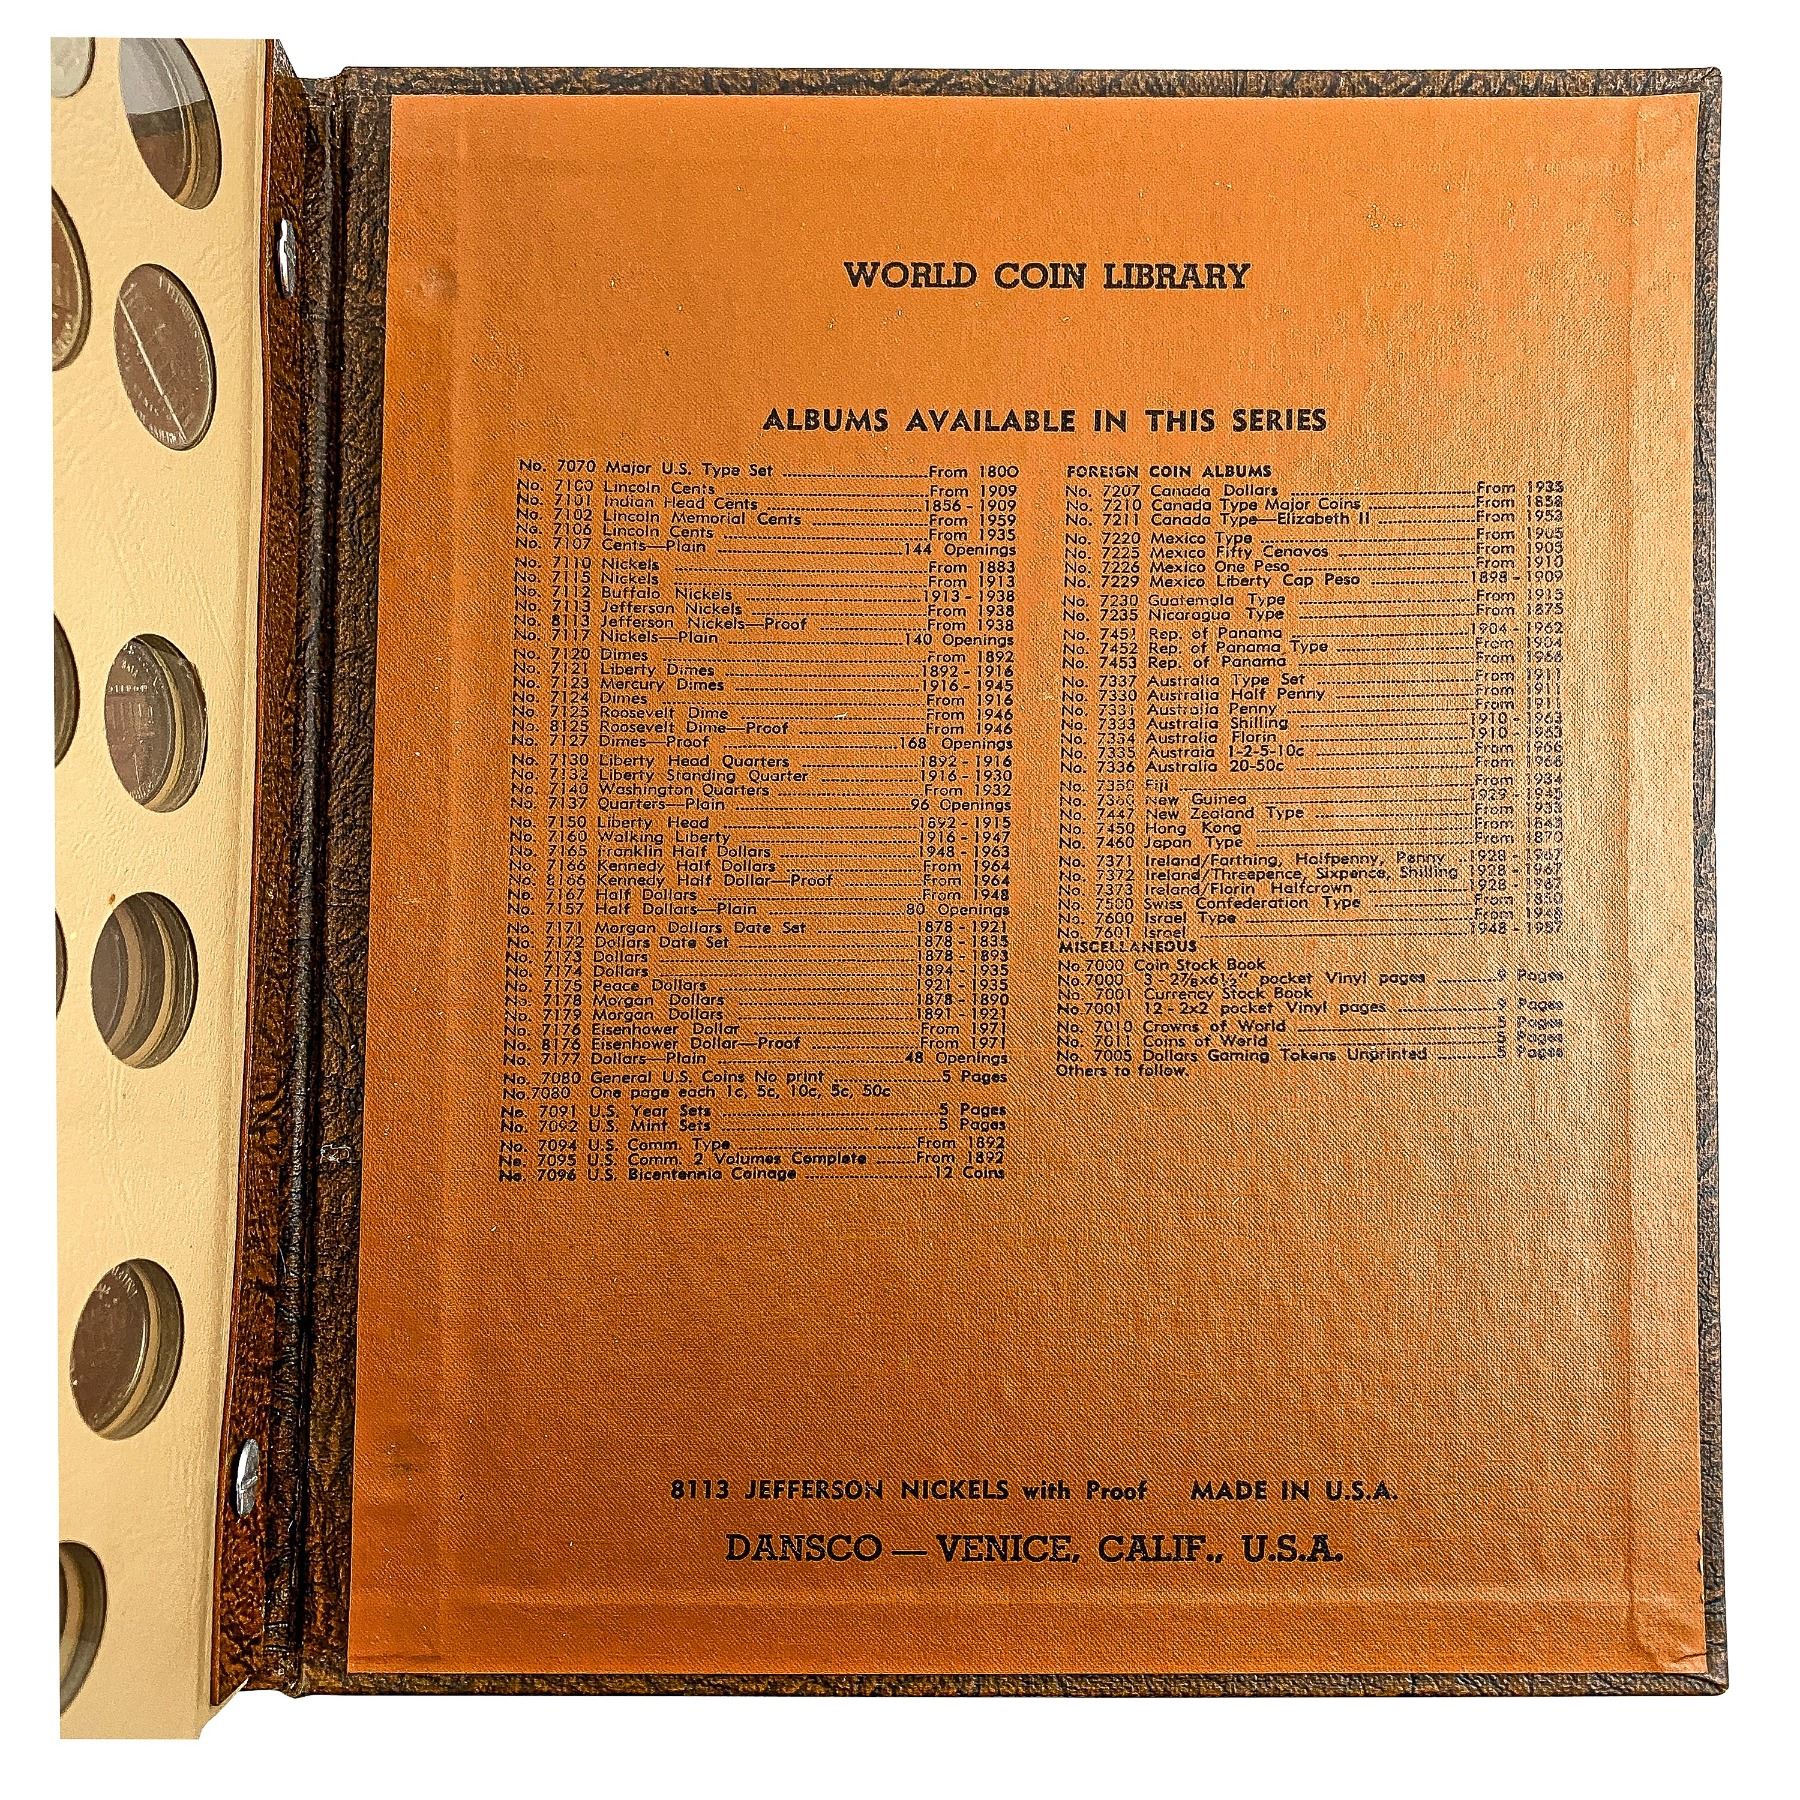 WORLD COIN LIBRARY
ALBUMS AVAILABLE IN THIS SERIES
No. 7070 Major U.S. Type Set From 1800
No. 7100 Lincoln Cents From 1909
No. 7101 Indian Head Cents 1856 - 1909
No. 7102 Lincoln Memorial Cents From 1959
No. 7106 Lincoln Cents From 1935
No. 7107 Cents—Plain 144 Openings
No. 7110 Nickels From 1883
No. 7115 Nickels From 1913
No. 7112 Buffalo Nickels 1913 - 1938
No. 7113 Jefferson Nickels From 1938
No. 8113 Jefferson Nickels—Proof From 1938
No. 7117 Nickels—Plain 140 Openings
No. 7120 Dimes From 1892
No. 7121 Liberty Dimes 1892 - 1916
No. 7123 Mercury Dimes 1916 - 1945
No. 7124 Dimes From 1916
No. 7125 Roosevelt Dime From 1946
No. 8125 Roosevelt Dime—Proof From 1946
No. 7127 Dimes—Proof 168 Openings
No. 7130 Liberty Head Quarters 1892 - 1916
No. 7132 Liberty Standing Quarter 1916 - 1930
No. 7140 Washington Quarters From 1932
No. 7137 Quarters—Plain 96 Openings
No. 7150 Liberty Head 1892 - 1915
No. 7160 Walking Liberty 1916 - 1947
No. 7165 Franklin Half Dollars 1948 - 1963
No. 7166 Kennedy Half Dollars From 1964
No. 8166 Kennedy Half Dollar—Proof From 1964
No. 7167 Half Dollars From 1948
No. 7157 Half Dollars—Plain 80 Openings
No. 7171 Morgan Dollars Date Set 1878 - 1921
No. 7172 Dollars Date Set 1878 - 1835
No. 7173 Dollars 1878 - 1893
No. 7174 Dollars 1894 - 1935
No. 7175 Peace Dollars 1921 - 1935
No. 7178 Morgan Dollars 1878 - 1890
No. 7179 Morgan Dollars 1891 - 1921
No. 7176 Eisenhower Dollar From 1971
No. 8176 Eisenhower Dollar—Proof From 1971
No. 7177 Dollars—Plain 48 Openings
No. 7080 General U.S. Coins No print 5 Pages
No.7080 One page each 1c, 5c, 10c, 5c, 50c
No. 7091 U.S. Year Sets 5 Pages
No. 7092 U.S. Mint Sets 5 Pages
No. 7094 U.S. Comm. Type From 1892
No. 7095 U.S. Comm. 2 Volumes Complete From 1892
No. 7096 U.S. Bicentennia Coinage 12 Coins
FOREIGN COIN ALBUMS
No. 7207 Canada Dollars From 1935
No. 7210 Canada Type Major Coins From 1858
No. 7211 Canada Type—Elizabeth II From 1953
No. 7220 Mexico Type From 1905
No. 7225 Mexico Fifty Cenavos From 1905
No. 7226 Mexico One Peso From 1910
No. 7229 Mexico Liberty Cap Peso 1898 - 1909
No. 7230 Guatemala Type From 1915
No. 7235 Nicaragua Type From 1875
No. 7451 Rep. of Panama 1904 - 1962
No. 7452 Rep. of Panama Type From 1904
No. 7453 Rep. of Panama From 1966
No. 7337 Australia Type Set From 1911
No. 7330 Australia Half Penny From 1911
No. 7331 Australia Penny From 1911
No. 7333 Australia Shilling 1910 - 1963
No. 7334 Australia Florin 1910 - 1963
No. 7335 Austraia 1-2-5-10c From 1966
No. 7336 Australia 20-50c From 1966
No. 7350 Fiji From 1934
No. 7380 New Guinea 1929 - 1945
No. 7447 New Zealand Type From 1933
No. 7450 Hong Kong From 1843
No. 7460 Japan Type From 1870
No. 7371 Ireland/Farthing, Halfpenny, Penny 1928 - 1967
No. 7372 Ireland/Threepence, Sixpence, Shilling 1928 - 1967
No. 7373 Ireland/Florin Halfcrown 1928 - 1967
No. 7500 Swiss Confederation Type From 1850
No. 7600 Israel Type From 1948
No. 7601 Israel 1948 - 1957
MISCELLANEOUS
No.7000 Coin Stock Book
No.7000 3 - 2⅞x6½" pocket Vinyl pages 9 Pages
No. 7001 Currency Stock Book
No.7001 12 - 2x2 pocket Vinyl pages 9 Pages
No. 7010 Crowns of World 5 Pages
No. 7011 Coins of World 5 Pages
No. 7005 Dollars Gaming Tokens Unprinted 5 Pages
Others to follow.
8113 JEFFERSON NICKELS with Proof MADE IN U.S.A.
DANSCO — VENICE, CALIF., U.S.A.